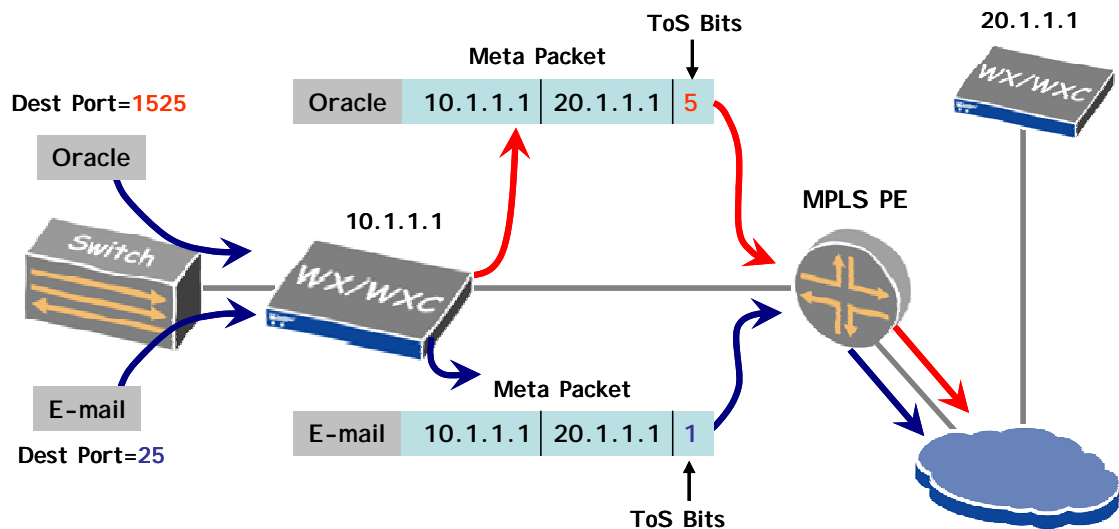 ToS Bits
20.1.1.1
Meta Packet
Oracle 10.1.1.1 20.1.1.1 5
WX/WXC
Dest Port=1525
Oracle
MPLS PE
10.1.1.1
Switch
WX/WXC
Meta Packet
E-mail
E-mail 10.1.1.1 20.1.1.1 1
Dest Port=25
ToS Bits